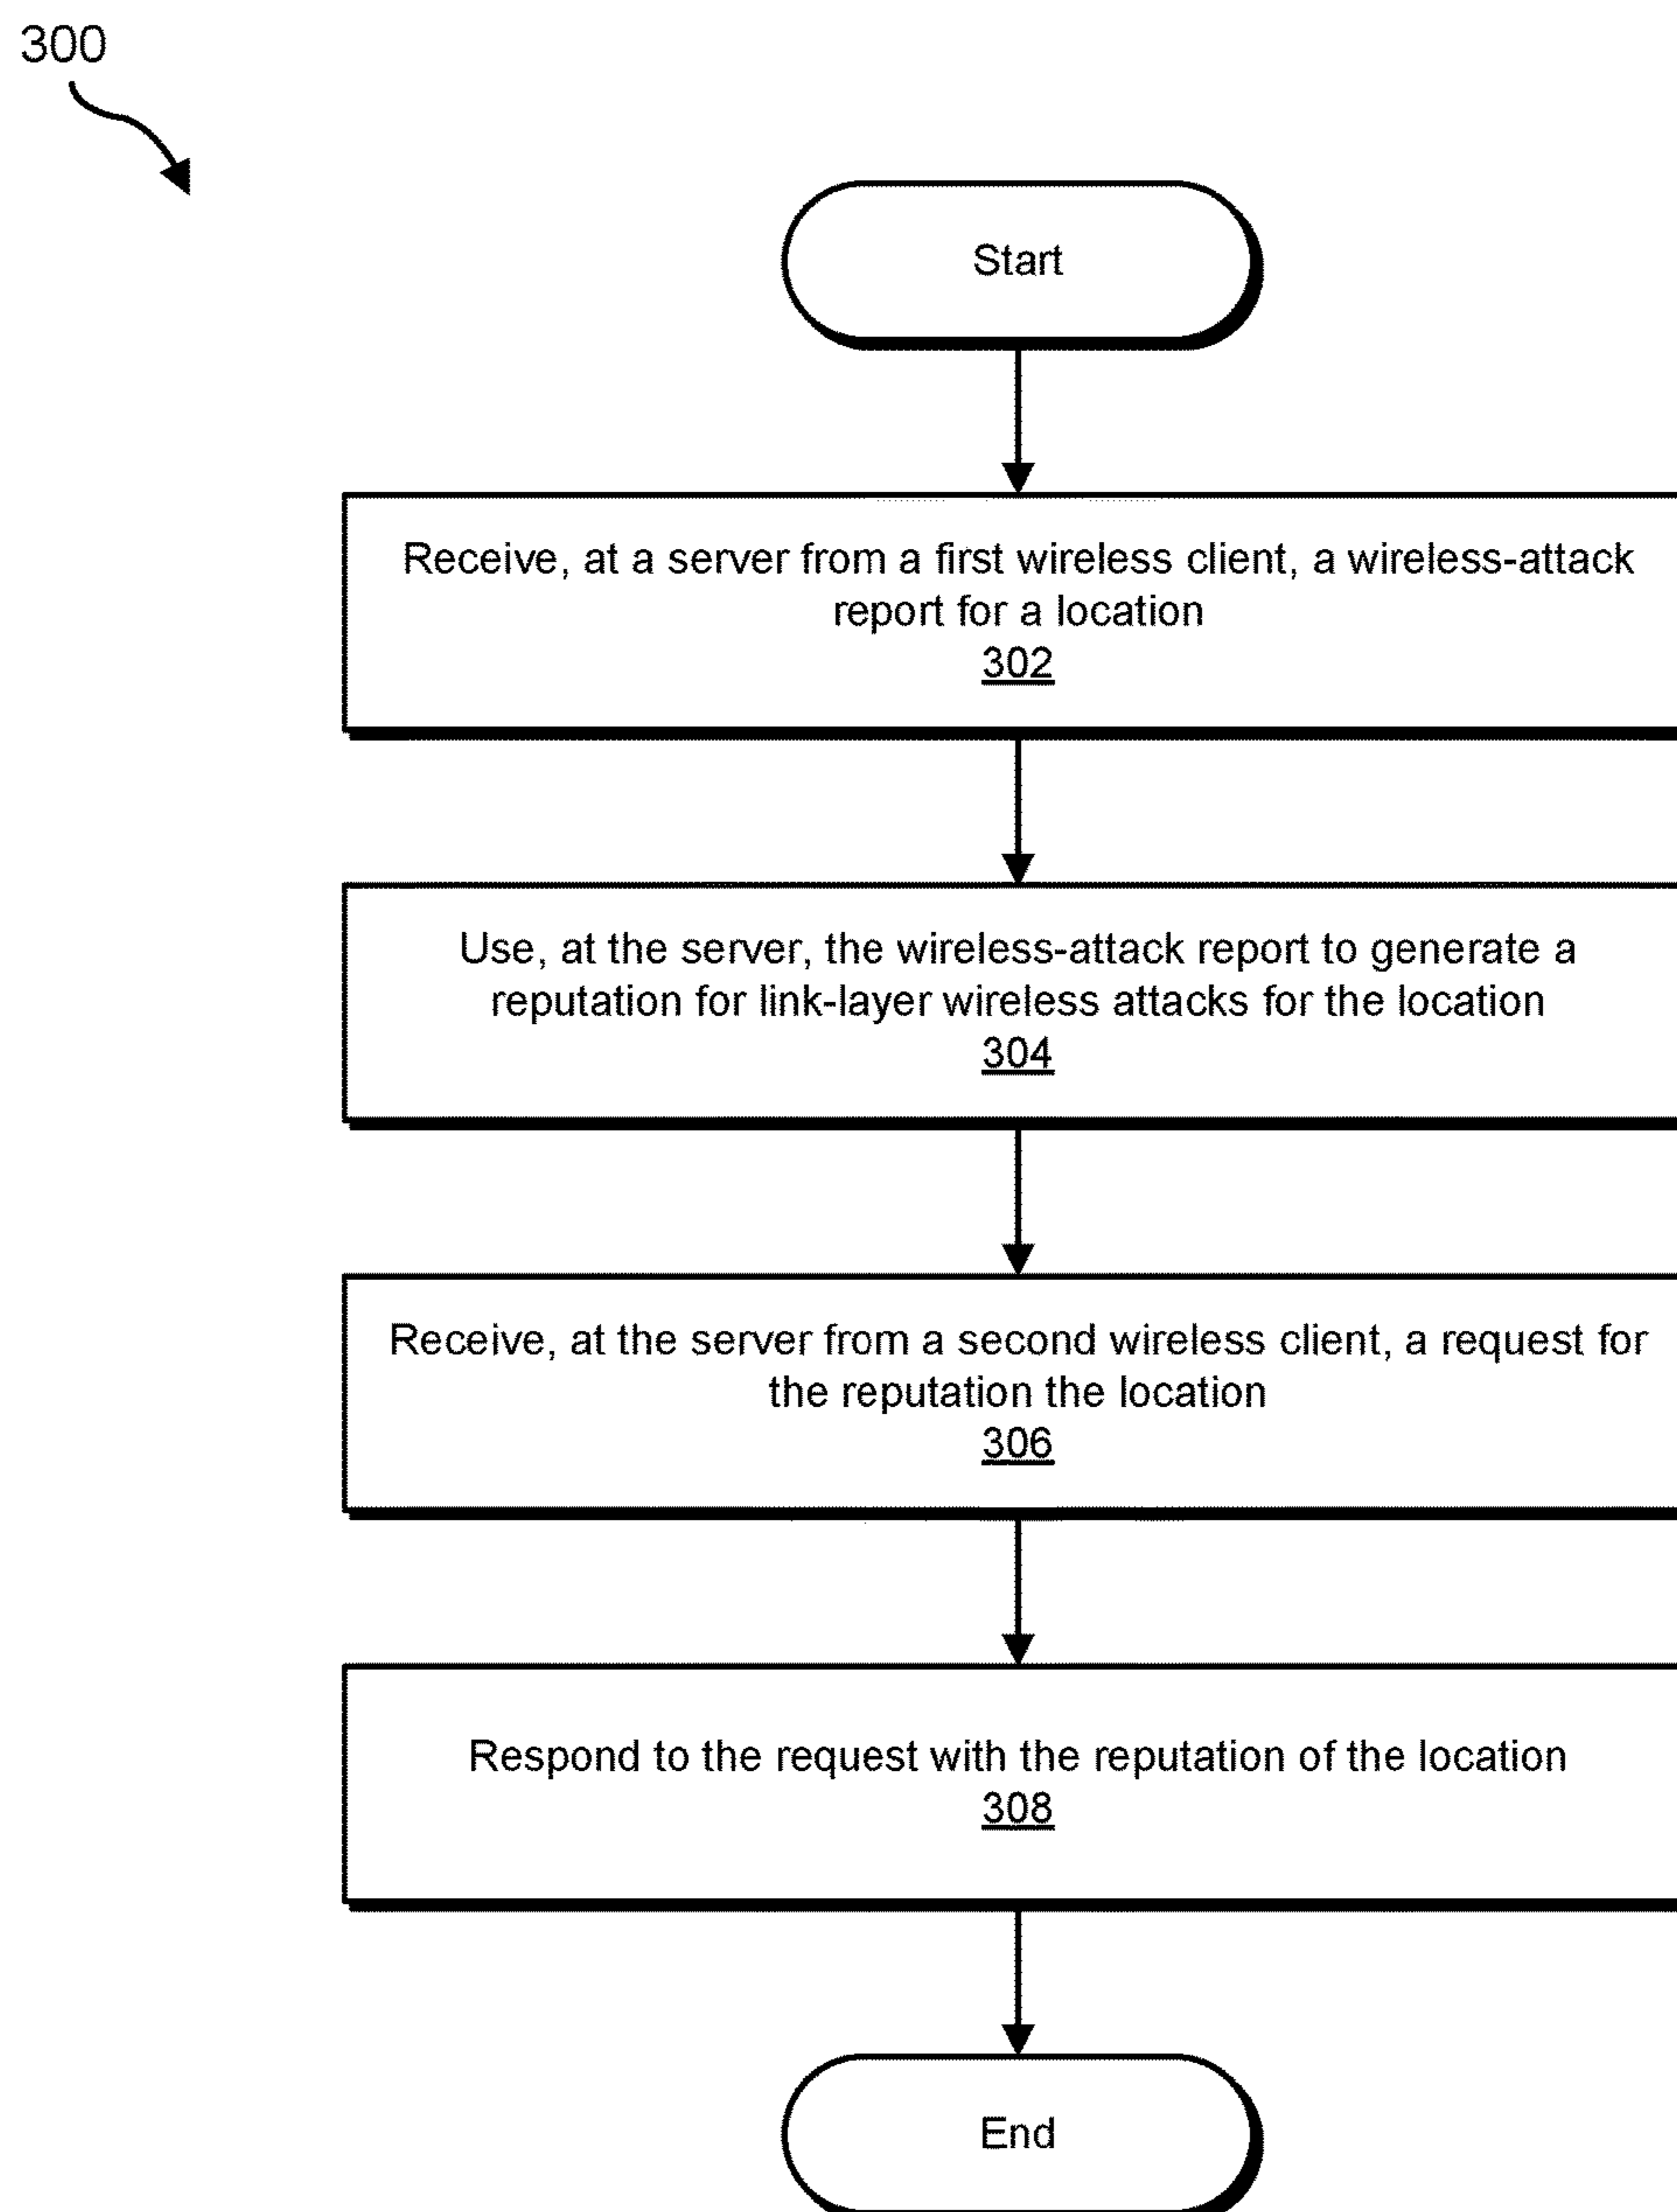 300
Start
Receive, at a server from a first wireless client, a wireless-attack
report for a location
302
Use, at the server, the wireless-attack report to generate a
reputation for link-layer wireless attacks for the location
304
Receive, at the server from a second wireless client, a request for
the reputation the location
306
Respond to the request with the reputation of the location
308
End